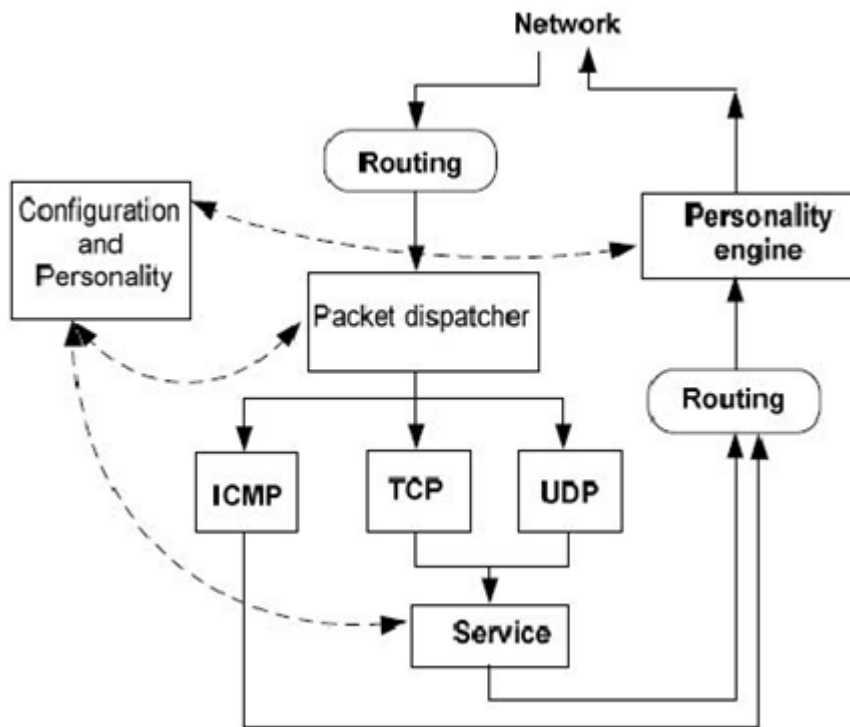 Network
Routing
Configuration
and
Personality
Personality
engine
Packet dispatcher
Routing
ICMP
TCP
UDP
Service